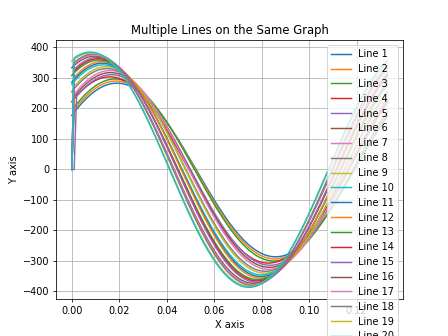 Multiple Lines on the Same Graph
Y axis
400
300
200
100
0
−100
−200
−300
−400
0.00
0.02
0.04
0.06
0.08
0.10
X axis
Line 1
Line 2
Line 3
Line 4
Line 5
Line 6
Line 7
Line 8
Line 9
Line 10
Line 11
Line 12
Line 13
Line 14
Line 15
Line 16
Line 17
Line 18
Line 19
Line 20